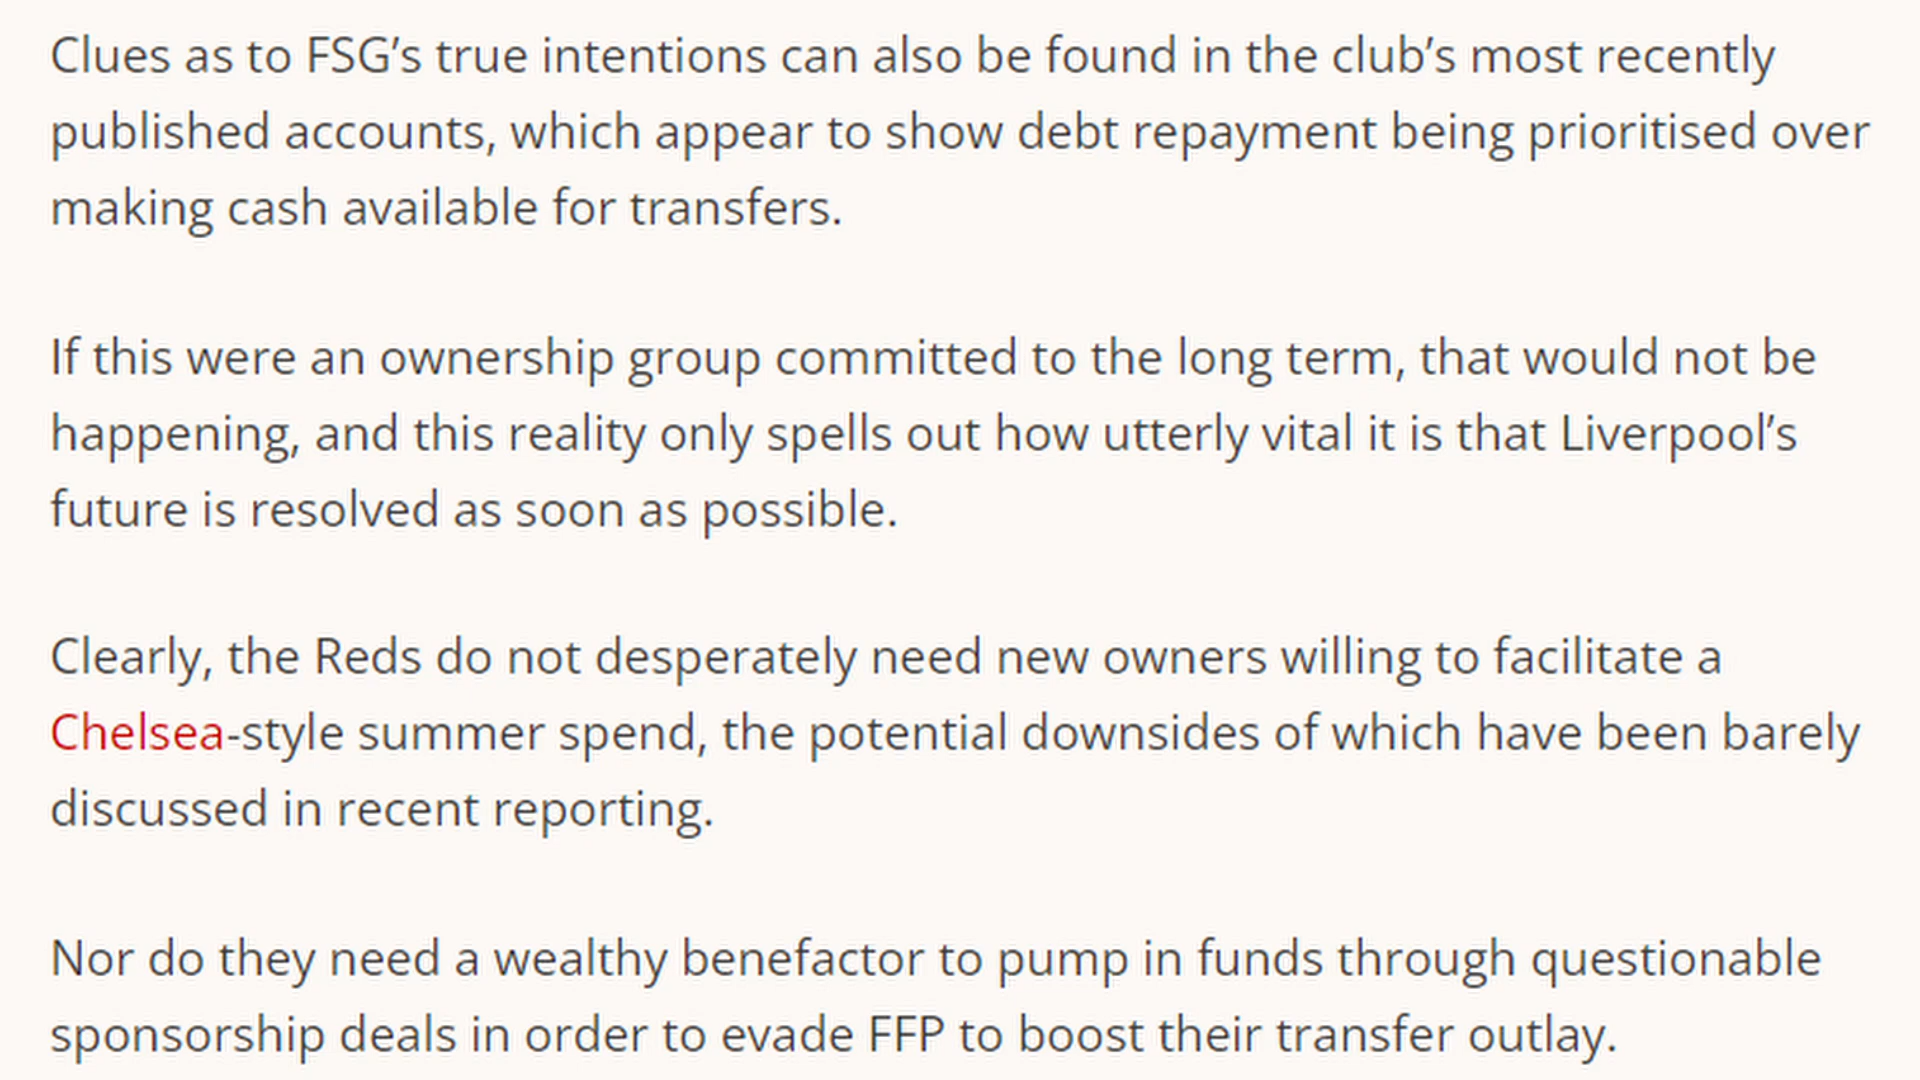 Clues as to FSG’s true intentions can also be found in the club’s most recently
published accounts, which appear to show debt repayment being prioritised over
making cash available for transfers.
If this were an ownership group committed to the long term, that would not be
happening, and this reality only spells out how utterly vital it is that Liverpool’s
future is resolved as soon as possible.
Clearly, the Reds do not desperately need new owners willing to facilitate a
Chelsea-style summer spend, the potential downsides of which have been barely
discussed in recent reporting.
Nor do they need a wealthy benefactor to pump in funds through questionable
sponsorship deals in order to evade FFP to boost their transfer outlay.